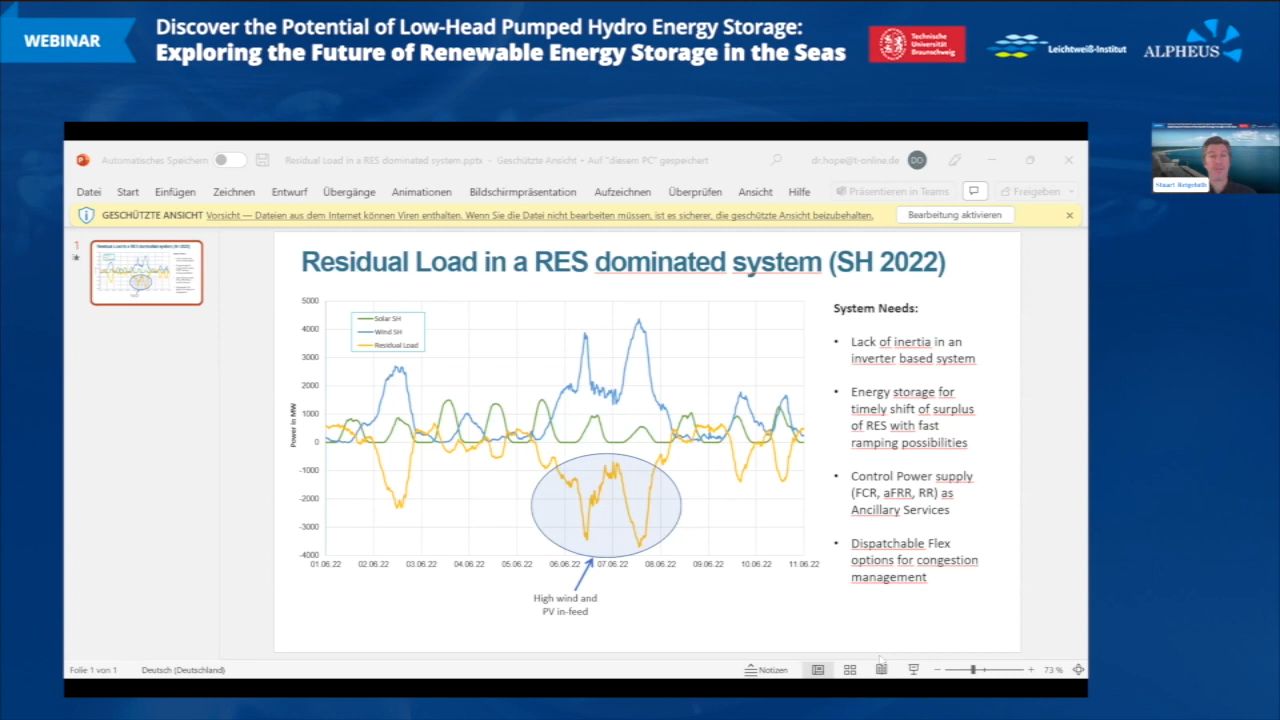 WEBINAR
Discover the Potential of Low-Head Pumped Hydro Energy Storage:
Exploring the Future of Renewable Energy Storage in the Seas
Technische
Universität
Braunschweig
Leichtweiß-Institut
ALPHEUS
Automatisches Speichern
Residual Load in a RES dominated system.pptx - Geschützte Ansicht • Auf "diesem PC" gespeichert
dr.hope@t-online.de
DO
Datei Start Einfügen Zeichnen Entwurf Übergänge Animationen Bildschirmpräsentation Aufzeichnen Überprüfen Ansicht Hilfe
Präsentieren in Teams
Freigeben
GESCHÜTZTE ANSICHT Vorsicht — Dateien aus dem Internet können Viren enthalten. Wenn Sie die Datei nicht bearbeiten müssen, ist es sicherer, die geschützte Ansicht beizubehalten.
Bearbeitung aktivieren
1
Residual Load in a RES dominated system (SH 2022)
5000
4000
3000
2000
1000
0
-1000
-2000
-3000
-4000
Power in MW
Solar SH
Wind SH
Residual Load
01.06.22 02.06.22 03.06.22 04.06.22 05.06.22 06.06.22 07.06.22 08.06.22 09.06.22 10.06.22 11.06.22
High wind and
PV in-feed
System Needs:
• Lack of inertia in an
inverter based system
• Energy storage for
timely shift of surplus
of RES with fast
ramping possibilities
• Control Power supply
(FCR, aFRR, RR) as
Ancillary Services
• Dispatchable Flex
options for congestion
management
Folie 1 von 1
Deutsch (Deutschland)
Notizen
73 %